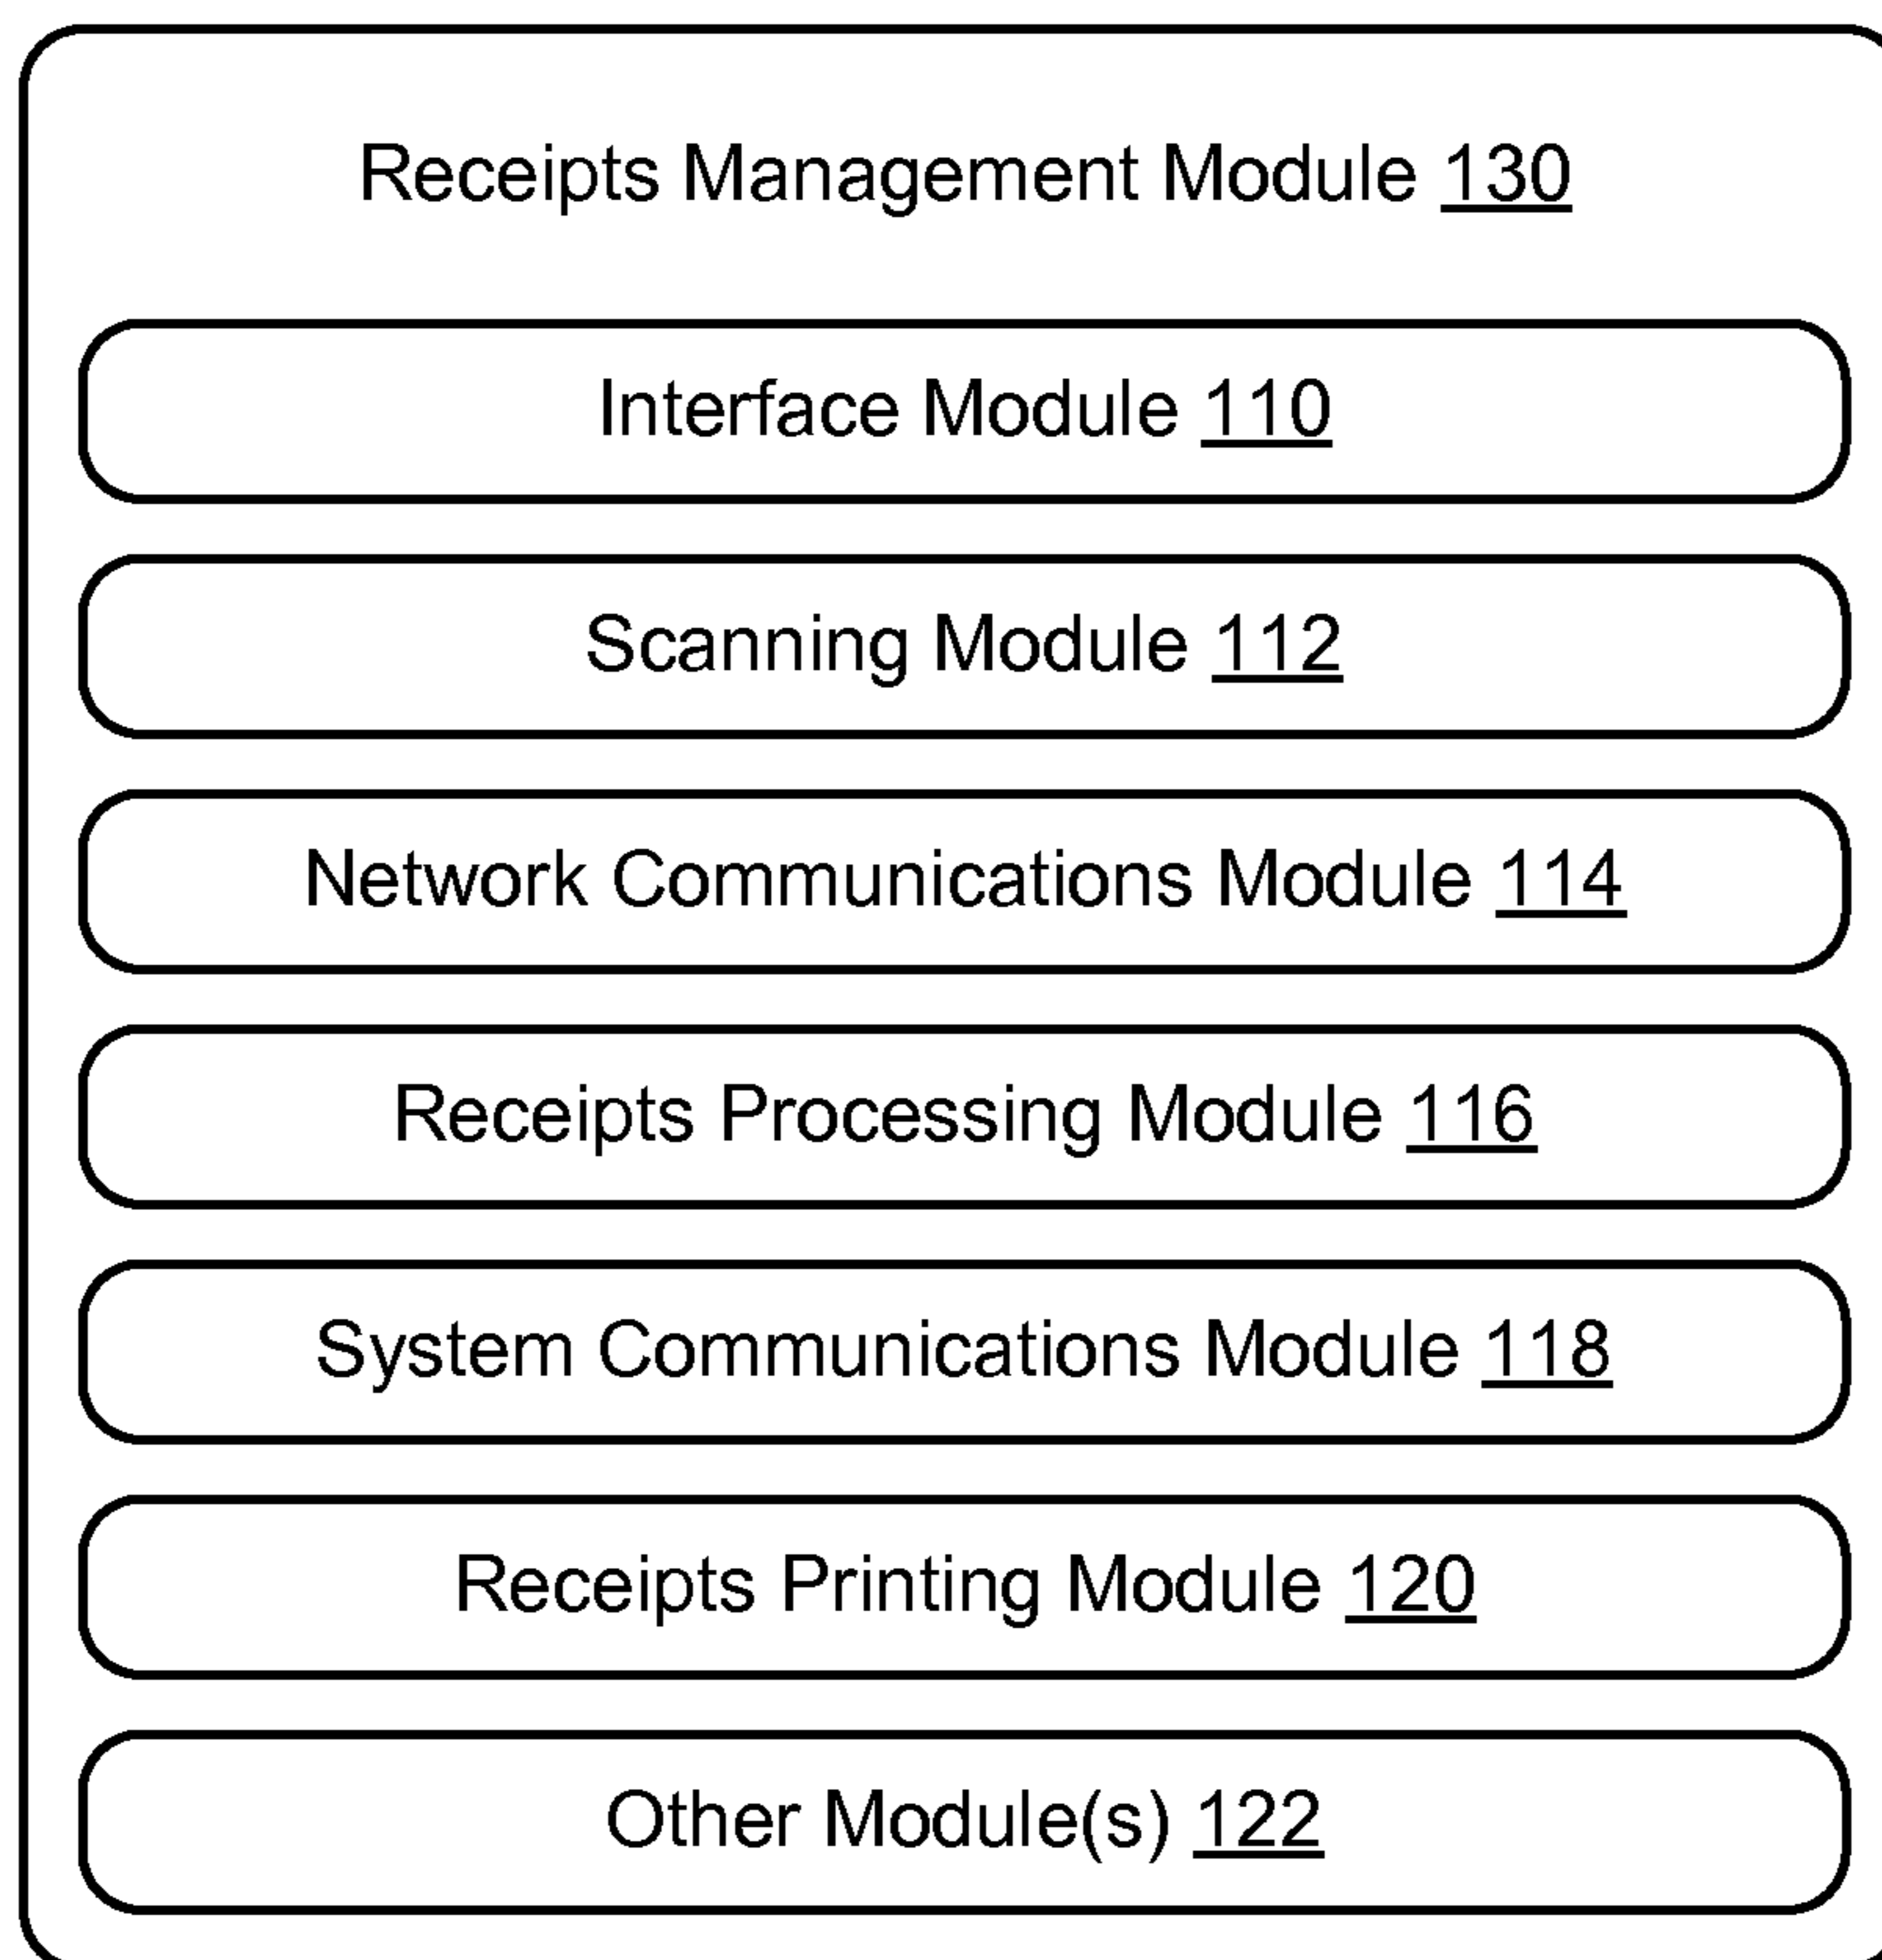 Receipts Management Module 130
Interface Module 110
Scanning Module 112
Network Communications Module 114
Receipts Processing Module 116
System Communications Module 118
Receipts Printing Module 120
Other Module(s) 122